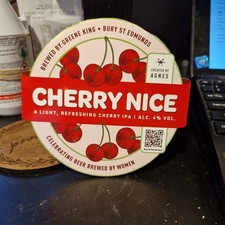 BREWED BY GREENE KING • BURY ST EDMUNDS
CREATED BY
AGNES
CHERRY NICE
A LIGHT, REFRESHING CHERRY IPA | ALC. 4% VOL.
CELEBRATING BEER BREWED BY WOMEN